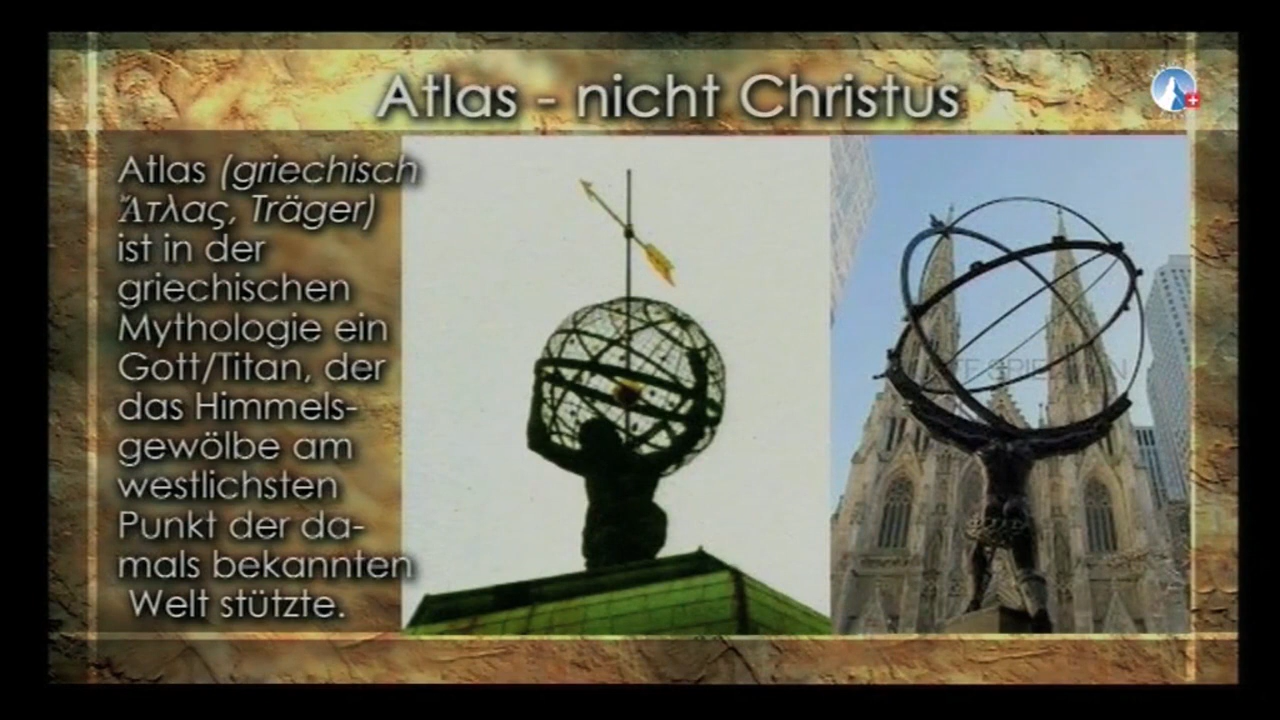 Atlas - nicht Christus
Atlas (griechisch
Ἄτλας, Träger)
ist in der
griechischen
Mythologie ein
Gott/Titan, der
das Himmels-
gewölbe am
westlichsten
Punkt der da-
mals bekannten
Welt stützte.